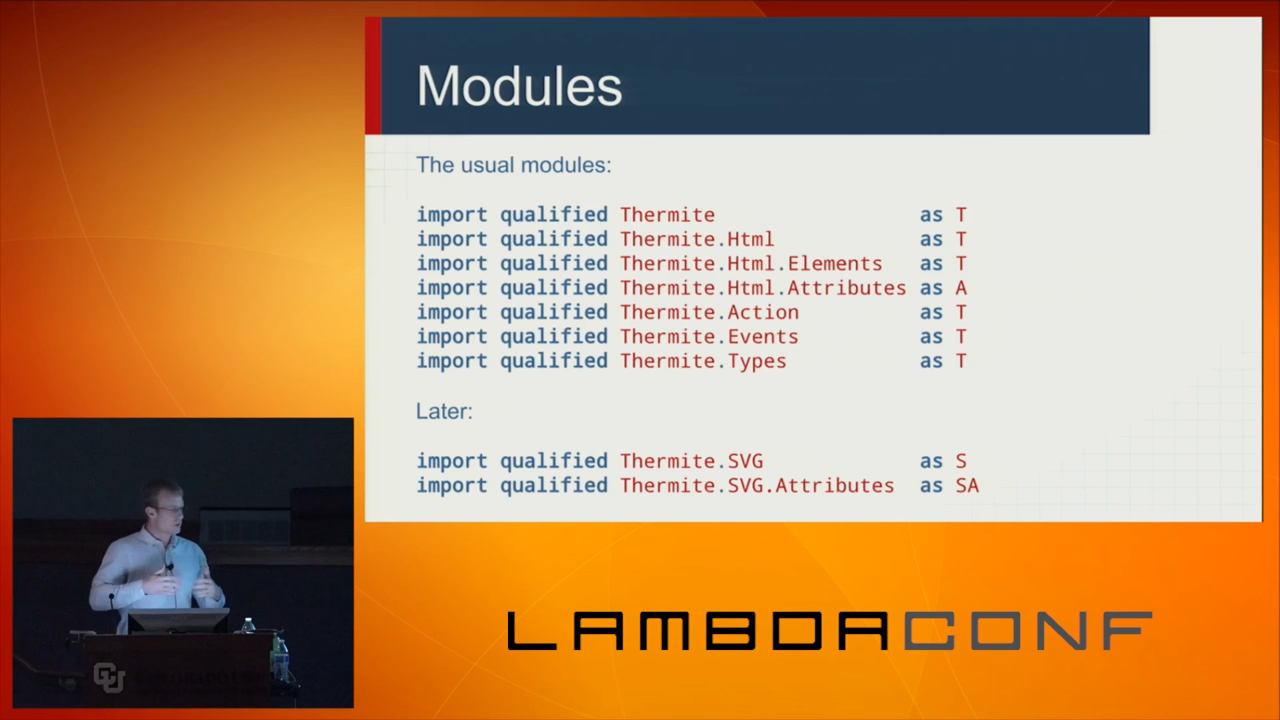 Modules
The usual modules:
import qualified Thermite as T
import qualified Thermite.Html as T
import qualified Thermite.Html.Elements as T
import qualified Thermite.Html.Attributes as A
import qualified Thermite.Action as T
import qualified Thermite.Events as T
import qualified Thermite.Types as T
Later:
import qualified Thermite.SVG as S
import qualified Thermite.SVG.Attributes as SA
LAMBDACONF
CU